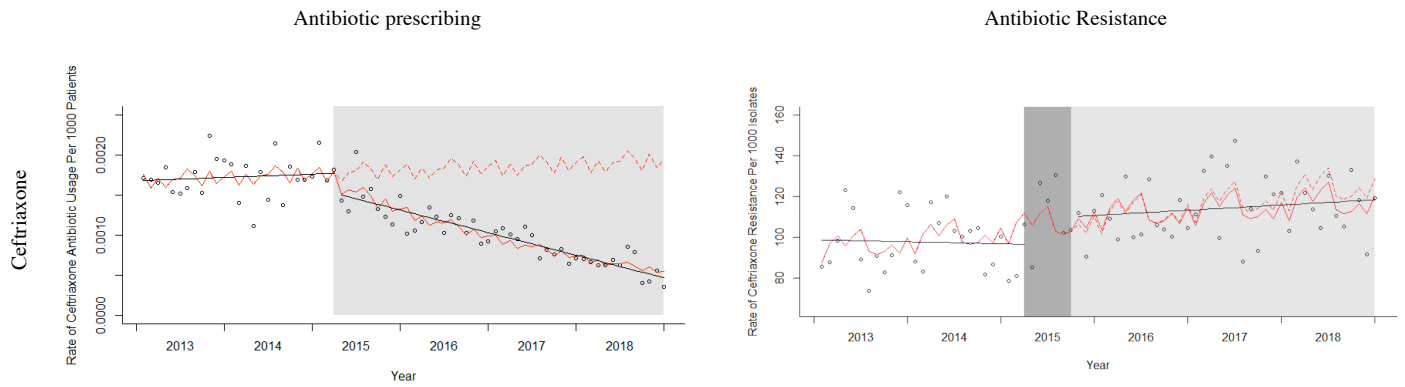 Antibiotic prescribing
Antibiotic Resistance
Ceftriaxone
Rate of Ceftriaxone Antibiotic Usage Per 1000 Patients
0.0020
0.0010
0.0000
2013 2014 2015 2016 2017 2018
Year
Rate of Ceftriaxone Resistance Per 1000 Isolates
160
140
120
100
80
2013 2014 2015 2016 2017 2018
Year